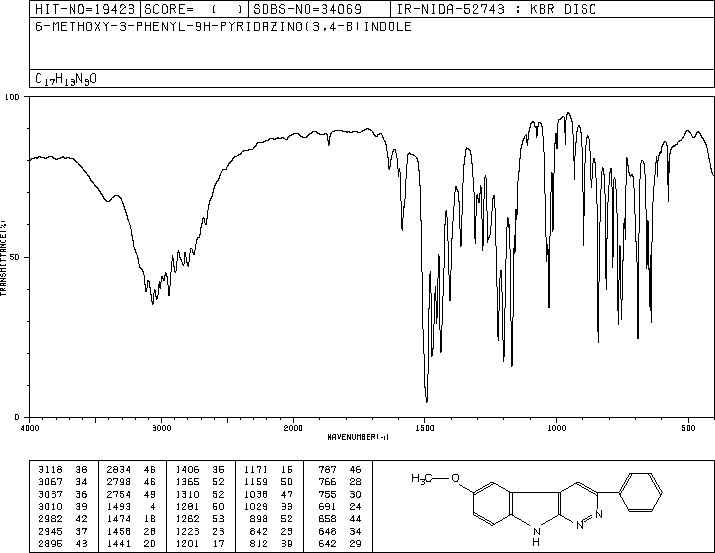 HIT-NO=19423 SCORE= ( ) SDBS-NO=34069 IR-NIDA-52743 : KBR DISC
6-METHOXY-3-PHENYL-9H-PYRIDAZINO(3,4-B)INDOLE
C17H13N3O
100
50
0
TRANSMITTANCE(%)
4000 3000 2000 1500 1000 500
WAVENUMBER(-1)
3118 38 2834 46 1406 36 1171 16 787 46
3067 34 2798 46 1365 52 1159 50 766 28
3037 36 2754 49 1310 52 1038 47 755 30
3010 39 1493 4 1281 50 1029 33 691 24
2982 42 1474 18 1262 53 898 52 658 44
2945 37 1458 28 1223 23 842 23 648 34
2895 43 1441 20 1201 17 812 39 642 29
H3C O
N H
N
N